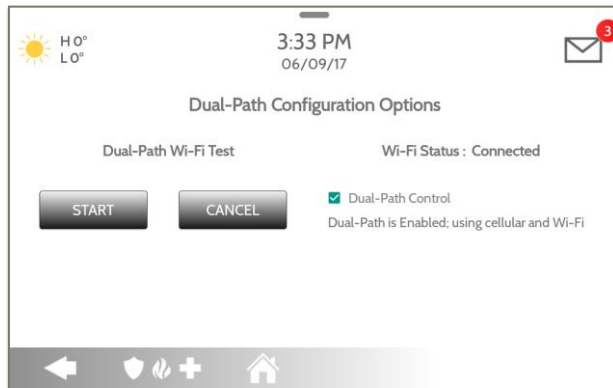 H 0°
L 0°
3:33 PM
06/09/17
3
Dual-Path Configuration Options
Dual-Path Wi-Fi Test
Wi-Fi Status : Connected
START
CANCEL
Dual-Path Control
Dual-Path is Enabled; using cellular and Wi-Fi